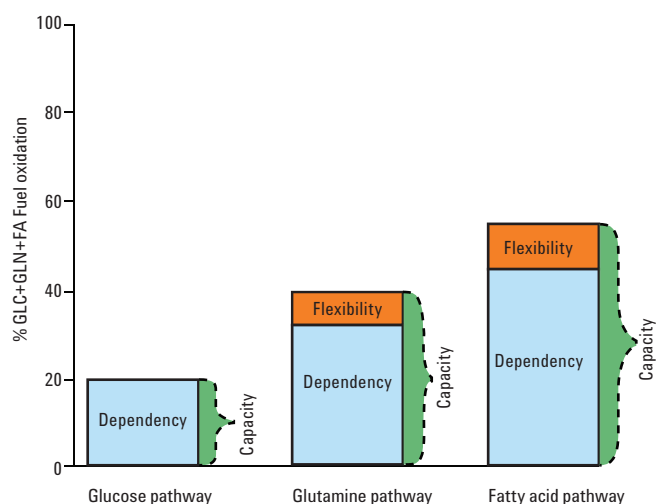 % GLC+GLN+FA Fuel oxidation
100
80
60
40
20
0
Dependency
Capacity
Flexibility
Dependency
Capacity
Flexibility
Dependency
Capacity
Glucose pathway
Glutamine pathway
Fatty acid pathway